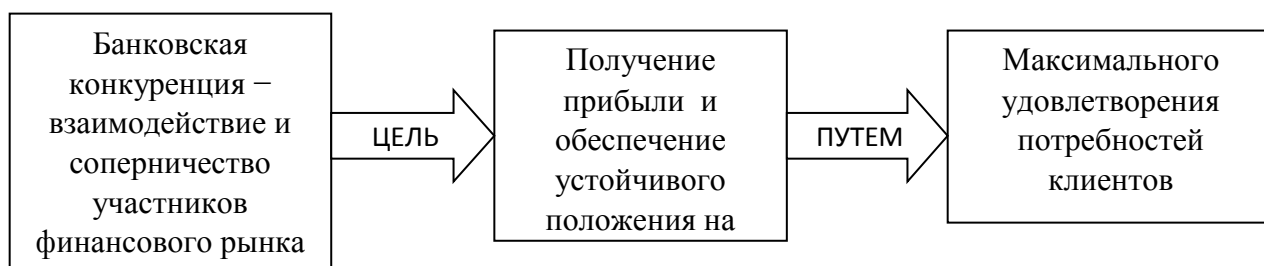 Банковская
конкуренция −
взаимодействие и
соперничество
участников
финансового рынка
ЦЕЛЬ
Получение
прибыли и
обеспечение
устойчивого
положения на
ПУТЕМ
Максимального
удовлетворения
потребностей
клиентов